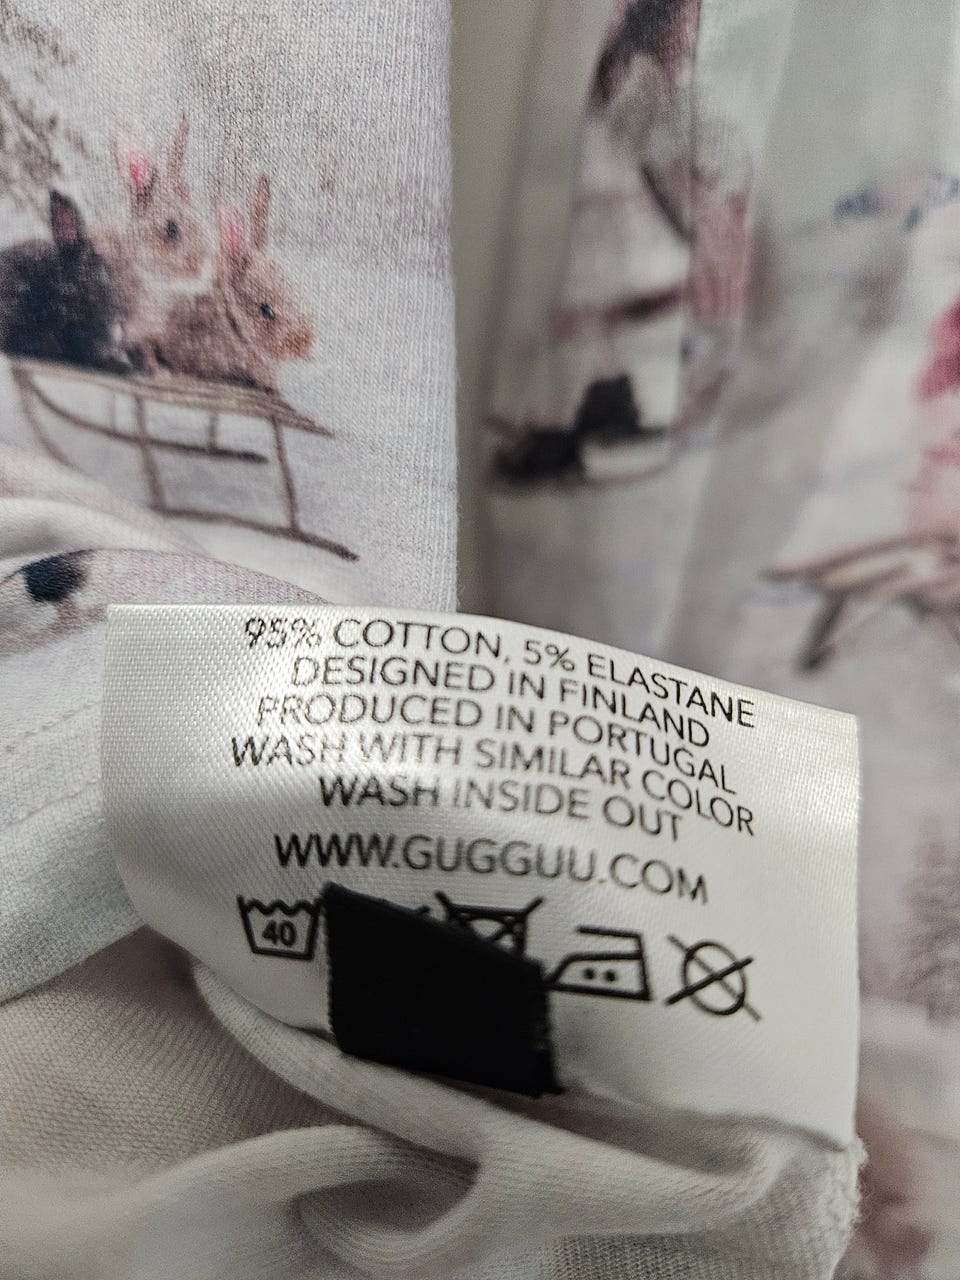 95% COTTON, 5% ELASTANE
DESIGNED IN FINLAND
PRODUCED IN PORTUGAL
WASH WITH SIMILAR COLOR
WASH INSIDE OUT
WWW.GUGGUU.COM
40